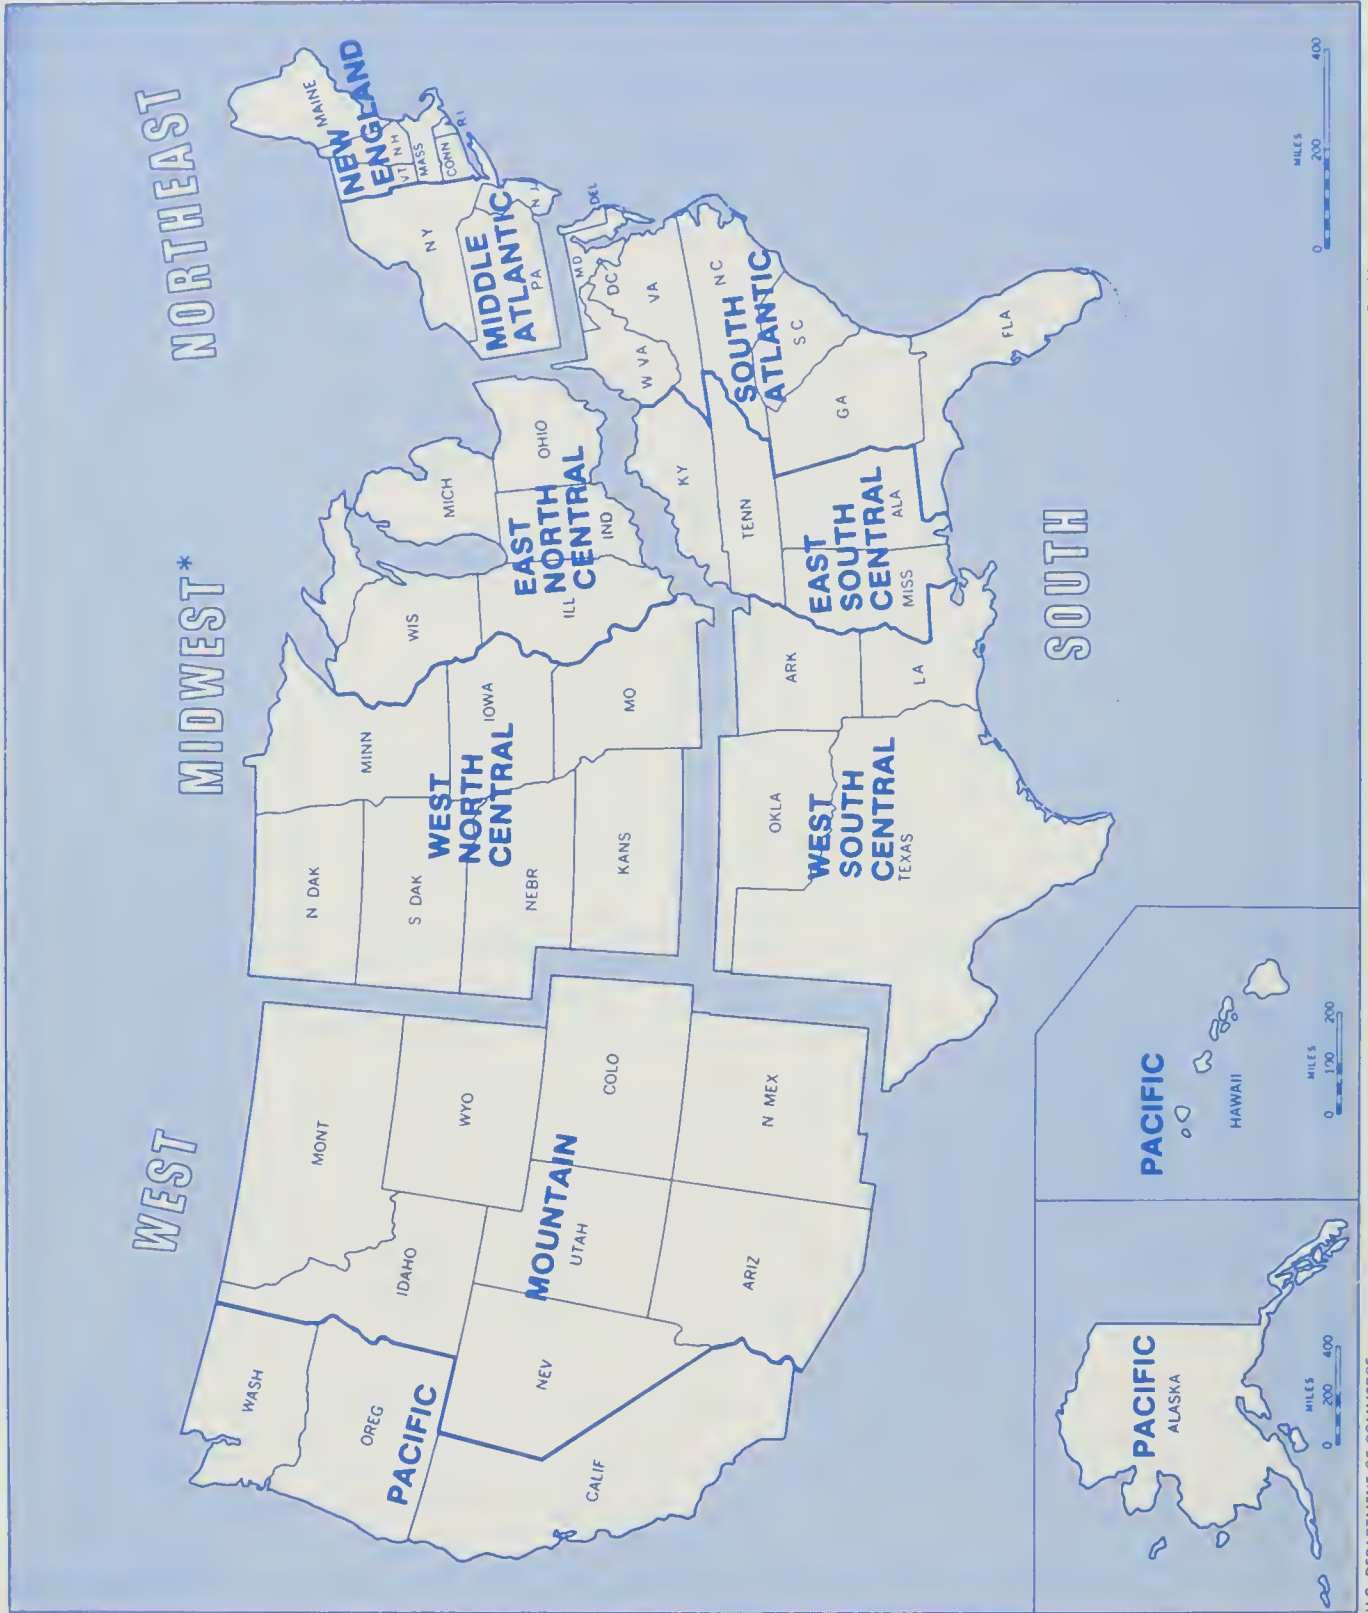 WEST
MIDWEST*
NORTHEAST
SOUTH
PACIFIC
WASH
OREG
CALIF
MOUNTAIN
MONT
IDAHO
WYO
NEV
UTAH
COLO
ARIZ
N MEX
WEST
NORTH
CENTRAL
N DAK
MINN
S DAK
IOWA
NEBR
KANS
MO
EAST
NORTH
CENTRAL
WIS
MICH
ILL
IND
OHIO
NEW
ENGLAND
MAINE
VT
N H
MASS
CONN
R I
MIDDLE
ATLANTIC
N Y
PA
N J
WEST
SOUTH
CENTRAL
OKLA
ARK
TEXAS
LA
EAST
SOUTH
CENTRAL
KY
TENN
MISS
ALA
SOUTH
ATLANTIC
DEL
MD
DC
W VA
VA
N C
S C
GA
FLA
PACIFIC
ALASKA
MILES
0 200 400
PACIFIC
HAWAII
MILES
0 100 200
MILES
0 200 400